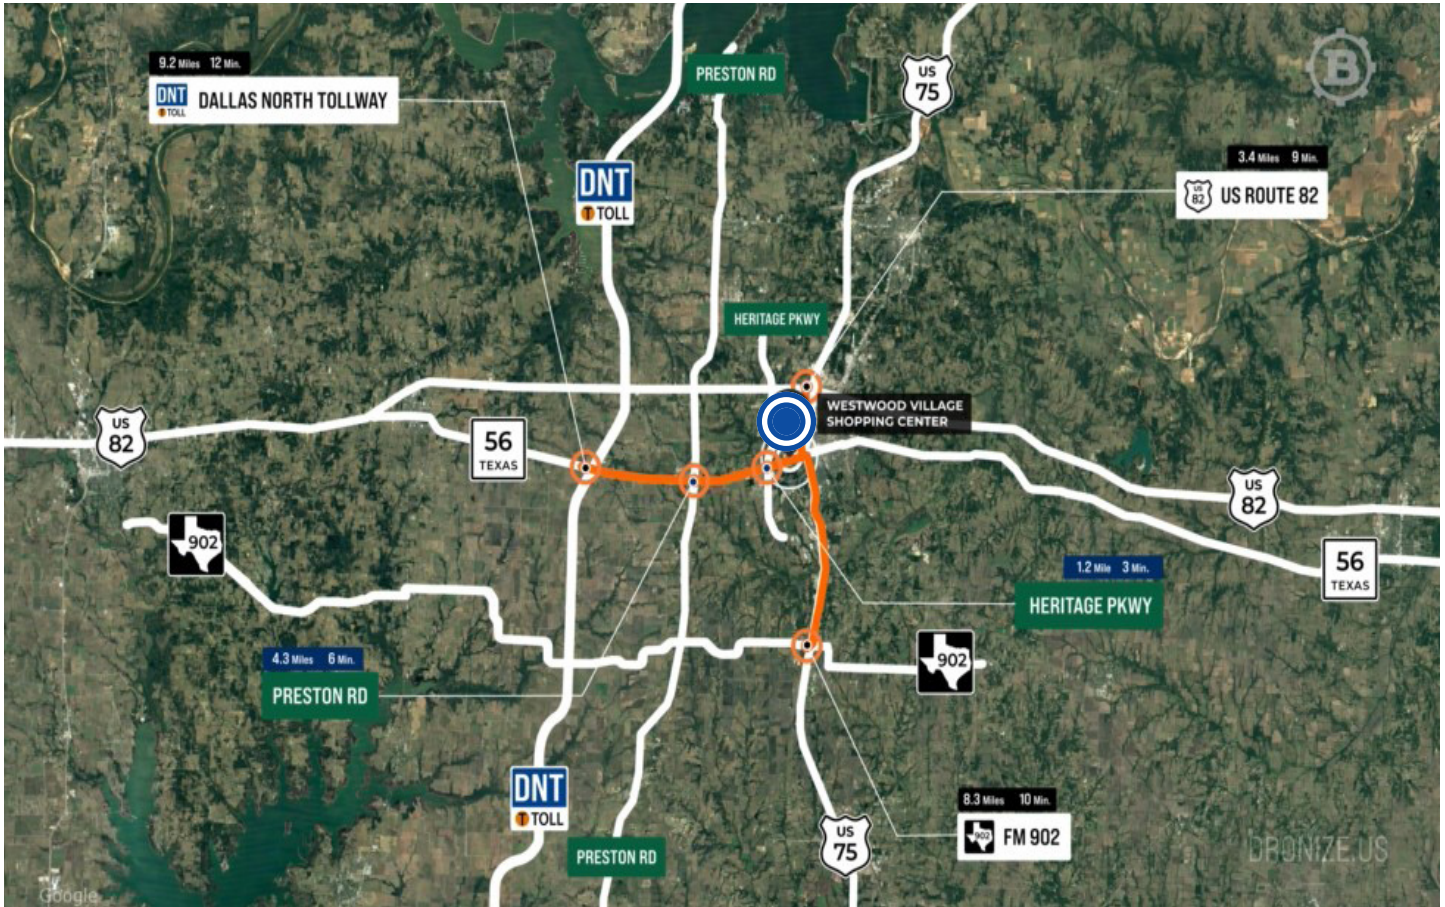 9.2 Miles 12 Min.
DNT
T TOLL
DALLAS NORTH TOLLWAY
PRESTON RD
US
75
B
3.4 Miles 9 Min.
US
82
US ROUTE 82
DNT
T TOLL
HERITAGE PKWY
WESTWOOD VILLAGE
SHOPPING CENTER
US
82
56
TEXAS
US
82
902
56
TEXAS
1.2 Mile 3 Min.
HERITAGE PKWY
4.3 Miles 6 Min.
PRESTON RD
902
DNT
T TOLL
8.3 Miles 10 Min.
902
FM 902
US
75
PRESTON RD
DRONIZE.US
Google